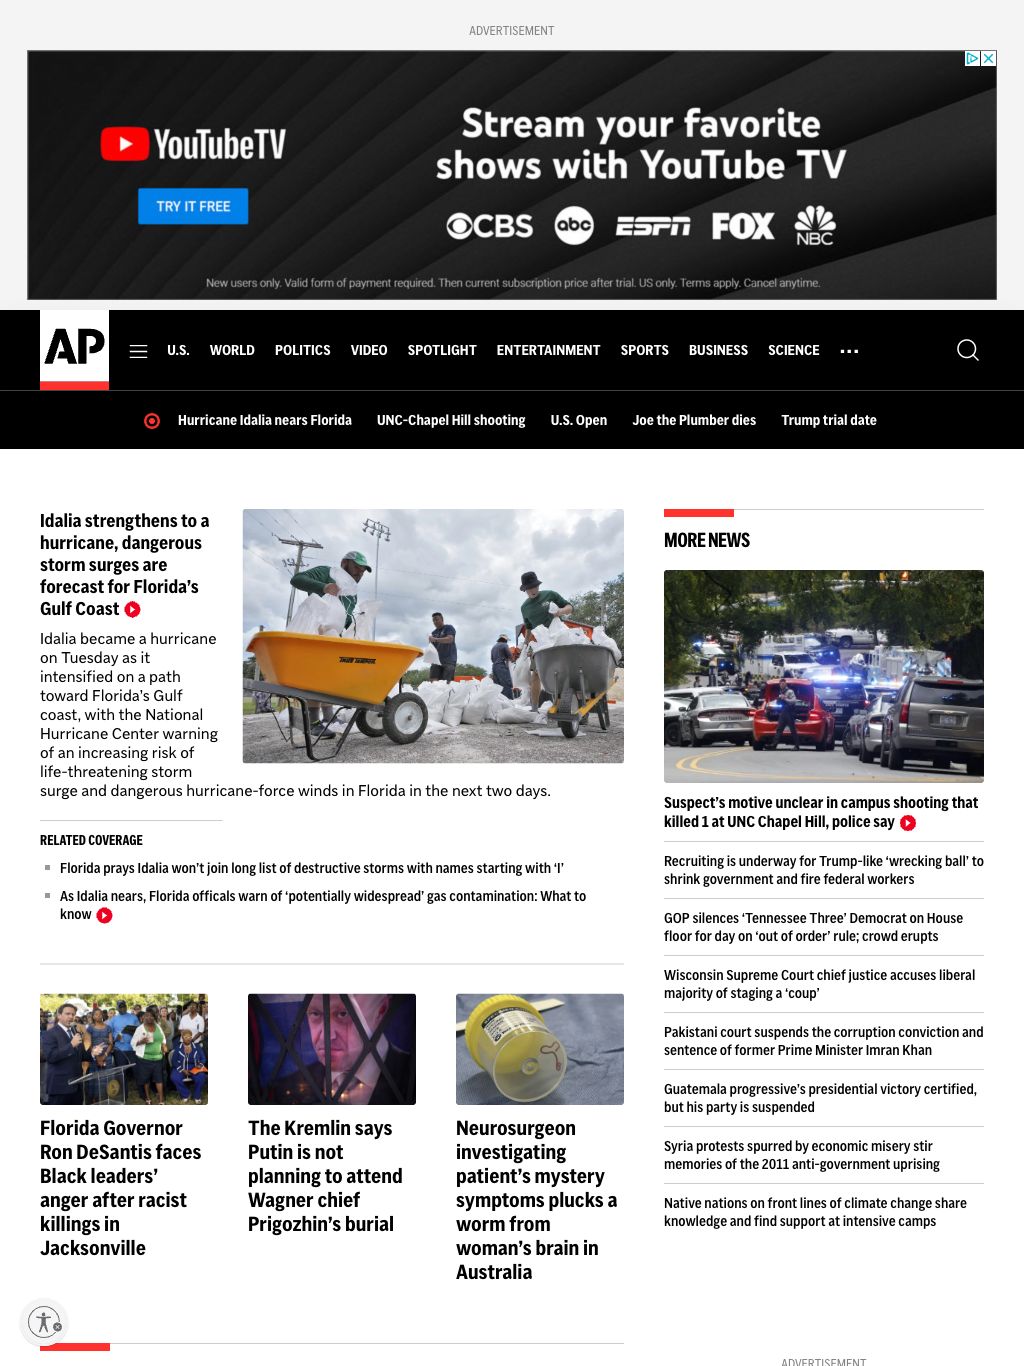 ADVERTISEMENT
YouTubeTV
TRY IT FREE
Stream your favorite
shows with YouTube TV
CBS abc ESPN FOX NBC
New users only. Valid form of payment required. Then current subscription price after trial. US only. Terms apply. Cancel anytime.
AP U.S. WORLD POLITICS VIDEO SPOTLIGHT ENTERTAINMENT SPORTS BUSINESS SCIENCE
Hurricane Idalia nears Florida UNC-Chapel Hill shooting U.S. Open Joe the Plumber dies Trump trial date
Idalia strengthens to a
hurricane, dangerous
storm surges are
forecast for Florida’s
Gulf Coast
Idalia became a hurricane
on Tuesday as it
intensified on a path
toward Florida’s Gulf
coast, with the National
Hurricane Center warning
of an increasing risk of
life-threatening storm
surge and dangerous hurricane-force winds in Florida in the next two days.
RELATED COVERAGE
Florida prays Idalia won’t join long list of destructive storms with names starting with ‘I’
As Idalia nears, Florida officals warn of ‘potentially widespread’ gas contamination: What to
know
Florida Governor
Ron DeSantis faces
Black leaders’
anger after racist
killings in
Jacksonville
The Kremlin says
Putin is not
planning to attend
Wagner chief
Prigozhin’s burial
Neurosurgeon
investigating
patient’s mystery
symptoms plucks a
worm from
woman’s brain in
Australia
MORE NEWS
Suspect’s motive unclear in campus shooting that
killed 1 at UNC Chapel Hill, police say
Recruiting is underway for Trump-like ‘wrecking ball’ to
shrink government and fire federal workers
GOP silences ‘Tennessee Three’ Democrat on House
floor for day on ‘out of order’ rule; crowd erupts
Wisconsin Supreme Court chief justice accuses liberal
majority of staging a ‘coup’
Pakistani court suspends the corruption conviction and
sentence of former Prime Minister Imran Khan
Guatemala progressive’s presidential victory certified,
but his party is suspended
Syria protests spurred by economic misery stir
memories of the 2011 anti-government uprising
Native nations on front lines of climate change share
knowledge and find support at intensive camps
ADVERTISEMENT